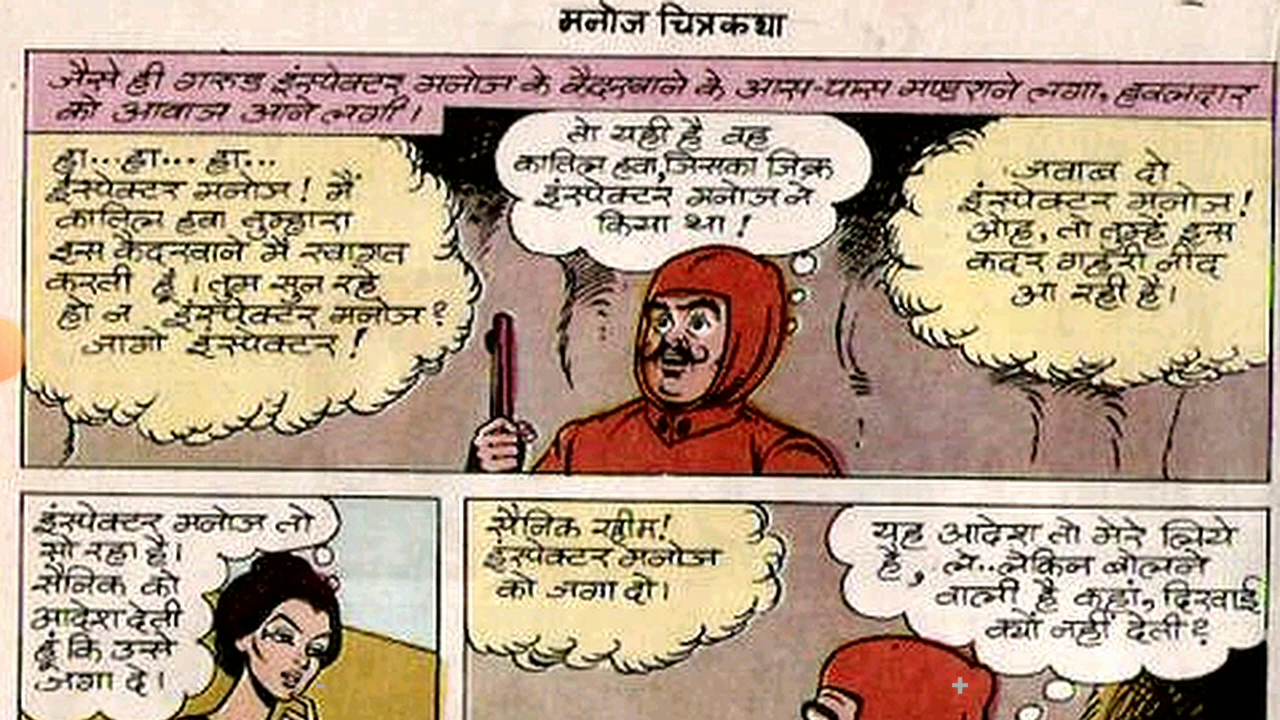 मनोज चित्रकथा
जैसे ही गरुड इंस्पेक्टर मनोज के कैदखाने के आस-पास मण्डराने लगा, हवलदार
को आवाज आने लगी।
हा...हा... हा...
इंस्पेक्टर मनोज! मैं
कातिल हवा तुम्हारा
इस कैदखाने में स्वागत
करती हूं । तुम सुन रहे
हो न इंस्पेक्टर मनोज?
जागो इंस्पेक्टर!
तो यही है वह
कातिल हवा, जिसका जिक्र
इंस्पेक्टर मनोज ने
किया था!
जवाब दो
इंस्पेक्टर मनोज!
ओह, तो तुम्हें इस
कदर गहरी नींद
आ रही है।
इंस्पेक्टर मनोज तो
सो रहा है।
सैनिक को
आदेश देती
हूं कि उसे
जगा दे।
सैनिक रहीम!
इंस्पेक्टर मनोज
को जगा दो।
यह आदेश तो मेरे लिये
है, ले..लेकिन बोलने
वाली है कहां, दिखाई
क्यों नहीं देती?